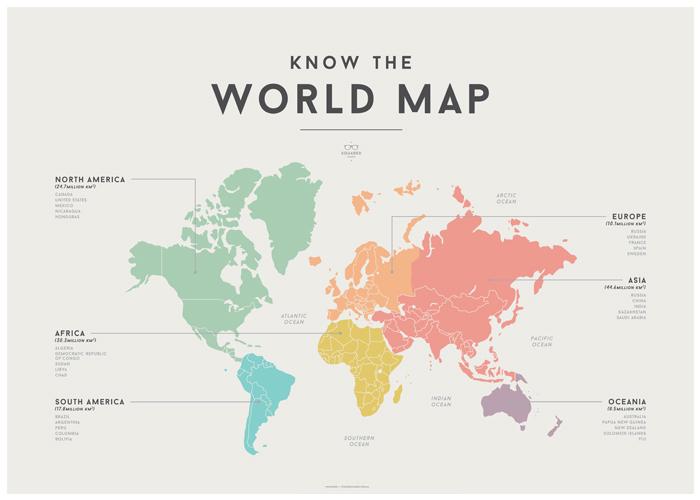 KNOW THE
WORLD MAP
NORTH AMERICA
(24.7MILLION KM²)
CANADA
UNITED STATES
MEXICO
NICARAGUA
HONDURAS
ARCTIC
OCEAN
EUROPE
(10.1MILLION KM²)
RUSSIA
UKRAINE
FRANCE
SPAIN
SWEDEN
ASIA
(44.6MILLION KM²)
RUSSIA
CHINA
INDIA
KAZAKHSTAN
SAUDI ARABIA
ATLANTIC
OCEAN
AFRICA
(30.3MILLION KM²)
ALGERIA
DEMOCRATIC REPUBLIC
OF CONGO
SUDAN
LIBYA
CHAD
PACIFIC
OCEAN
SOUTH AMERICA
(17.8MILLION KM²)
BRAZIL
ARGENTINA
PERU
COLOMBIA
BOLIVIA
INDIAN
OCEAN
OCEANIA
(8.5MILLION KM²)
AUSTRALIA
PAPUA NEW GUINEA
NEW ZEALAND
SOLOMON ISLANDS
FIJI
SOUTHERN
OCEAN